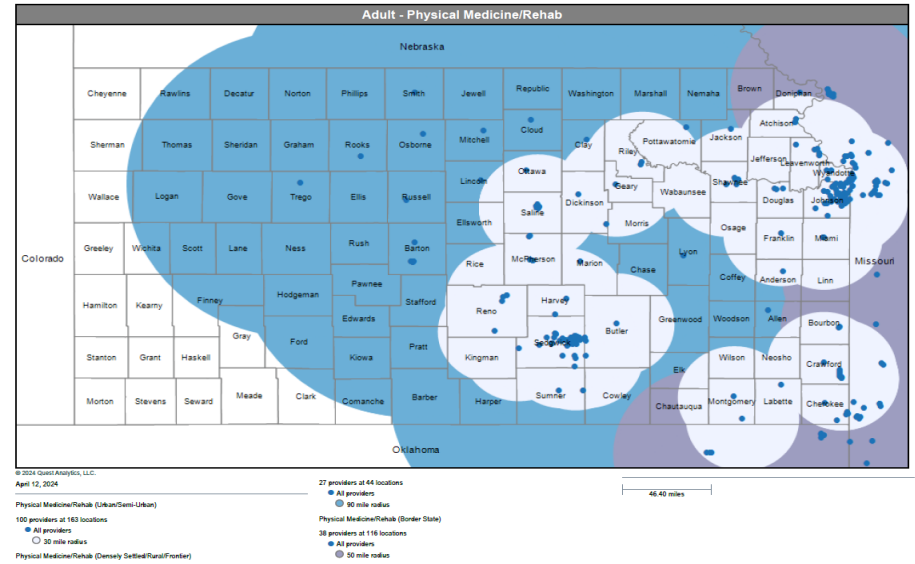 Adult - Physical Medicine/Rehab
Nebraska
Cheyenne Rawlins Decatur Norton Phillips Smith Jewell Republic Washington Marshall Nemaha Brown Doniphan
Atchison
Sherman Thomas Sheridan Graham Rooks Osborne Mitchell Cloud Clay Riley Pottawatomie Jackson
Jefferson Leavenworth
Wyandotte
Ottawa
Lincoln Geary Wabaunsee Shawnee
Wallace Logan Gove Trego Ellis Russell Saline Dickinson Douglas Johnson
Ellsworth Morris Osage
Colorado Greeley Wichita Scott Lane Ness Rush Barton Rice McPherson Marion Lyon Franklin Miami
Missouri
Chase Coffey Anderson Linn
Pawnee
Hamilton Kearny Finney Hodgeman Stafford Reno Harvey
Edwards Butler Greenwood Woodson Allen Bourbon
Gray Ford
Sedgwick
Stanton Grant Haskell Kiowa Pratt Kingman Wilson Neosho Crawford
Elk
Morton Stevens Seward Meade Clark Comanche Barber Harper Sumner Cowley Chautauqua Montgomery Labette Cherokee
Oklahoma
© 2024 Quest Analytics, LLC.
April 12, 2024
Physical Medicine/Rehab (Urban/Semi-Urban)
100 providers at 163 locations
All providers
30 mile radius
Physical Medicine/Rehab (Densely Settled/Rural/Frontier)
27 providers at 44 locations
All providers
90 mile radius
Physical Medicine/Rehab (Border State)
38 providers at 116 locations
All providers
50 mile radius
46.40 miles